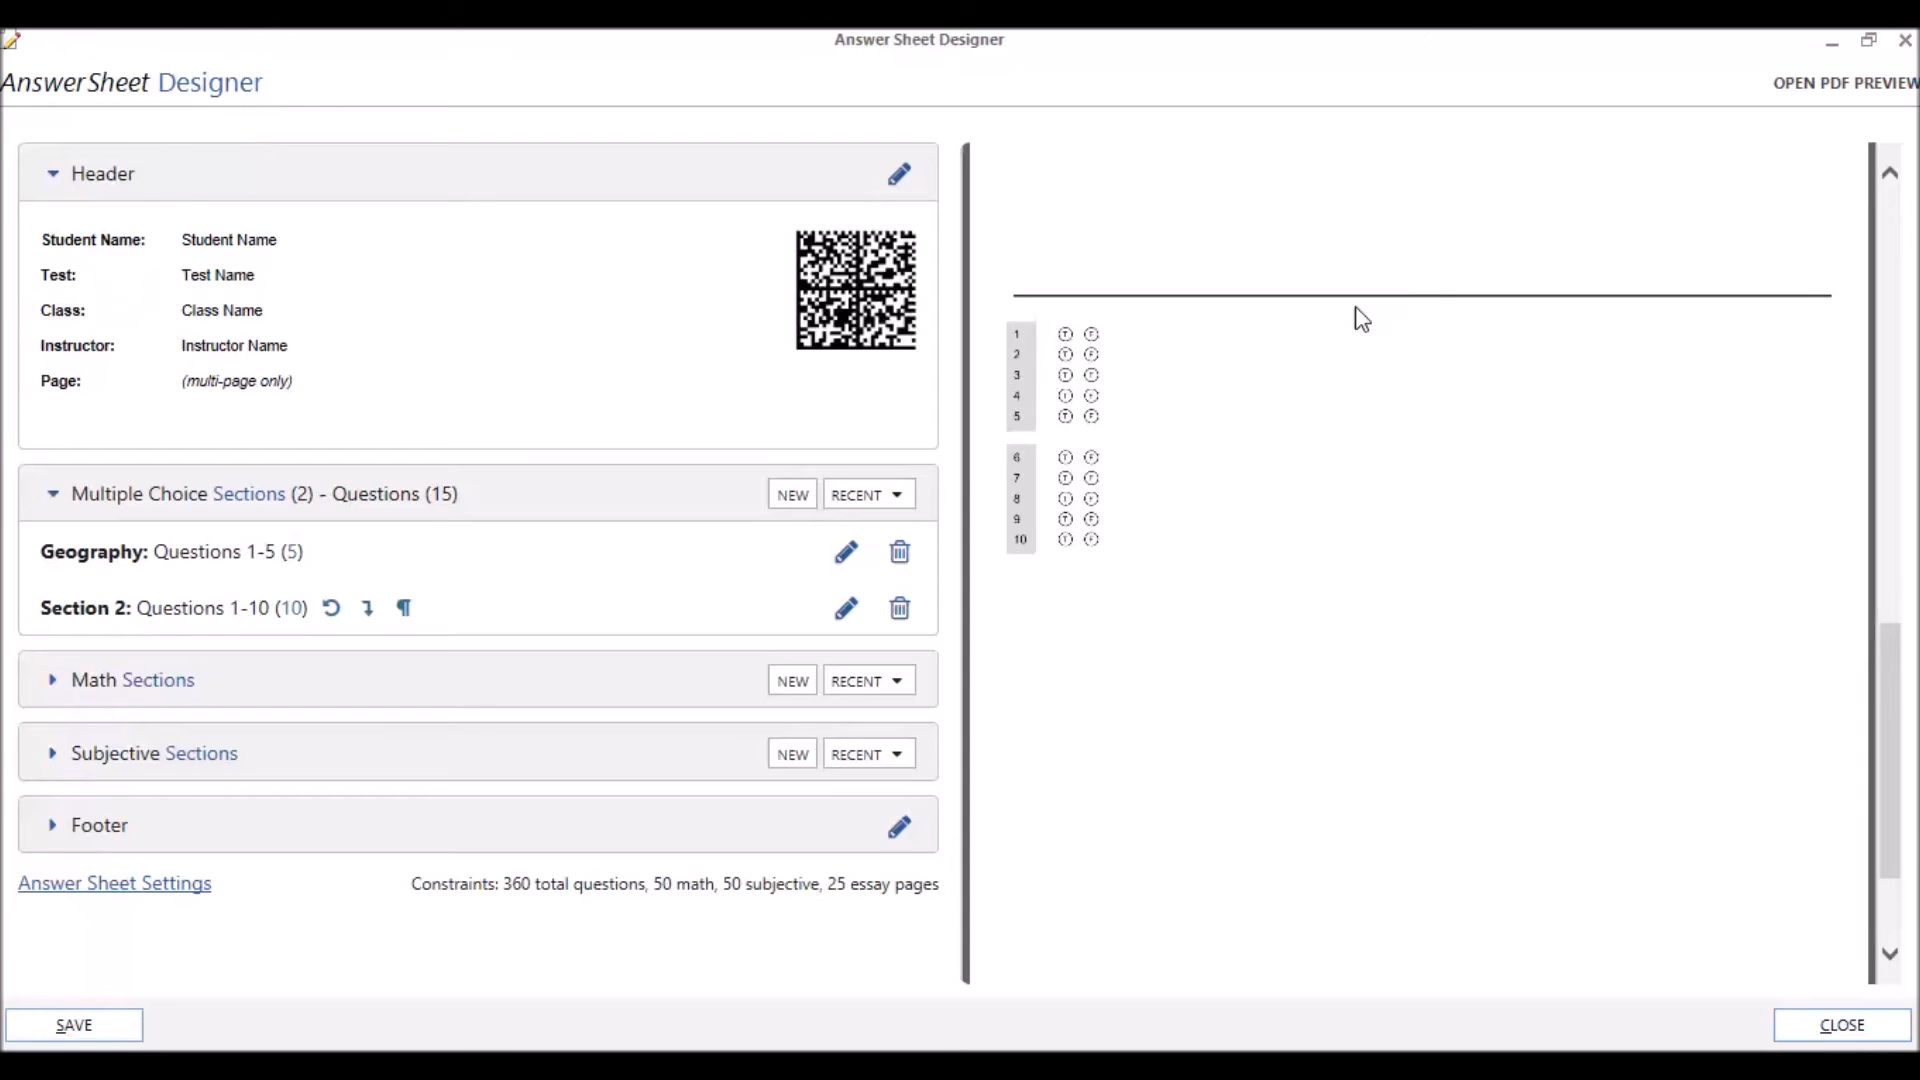 Answer Sheet Designer
AnswerSheet Designer
OPEN PDF PREVIEW
Header
Student Name: Student Name
Test: Test Name
Class: Class Name
Instructor: Instructor Name
Page: (multi-page only)
Multiple Choice Sections (2) - Questions (15)
NEW
RECENT
Geography: Questions 1-5 (5)
Section 2: Questions 1-10 (10)
Math Sections
NEW
RECENT
Subjective Sections
NEW
RECENT
Footer
Answer Sheet Settings
Constraints: 360 total questions, 50 math, 50 subjective, 25 essay pages
1 T F
2 T F
3 T F
4 T F
5 T F
6 T F
7 T F
8 T F
9 T F
10 T F
SAVE
CLOSE